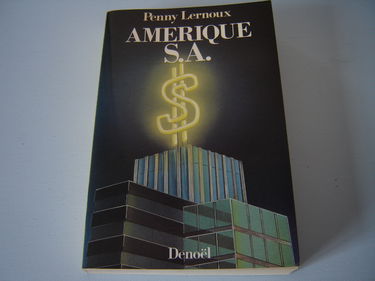 Penny Lernoux
AMERIQUE
S.A.
$
Denoël